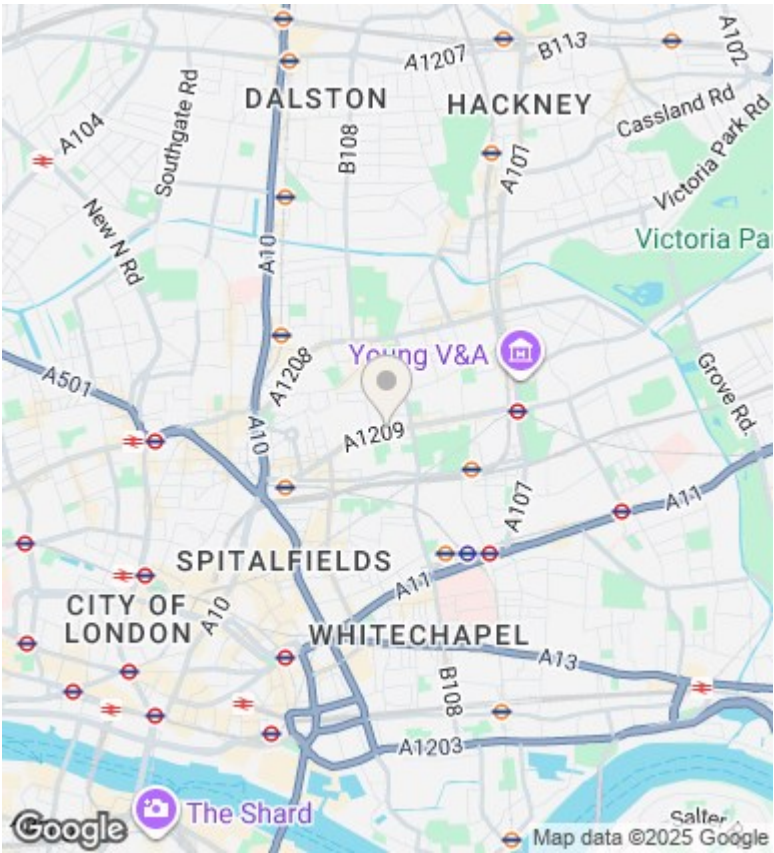 A102
A1207
B113
DALSTON
HACKNEY
Cassland Rd
Southgate Rd
A104
B108
A107
Victoria Park Rd
New N Rd
A10
Victoria Pa
A1208
Young V&A
Grove Rd.
A501
A10
A1209
A107
A11
SPITALFIELDS
A11
CITY OF
LONDON
A10
WHITECHAPEL
A13
B108
A1203
The Shard
Salter
Google
Map data ©2025 Google